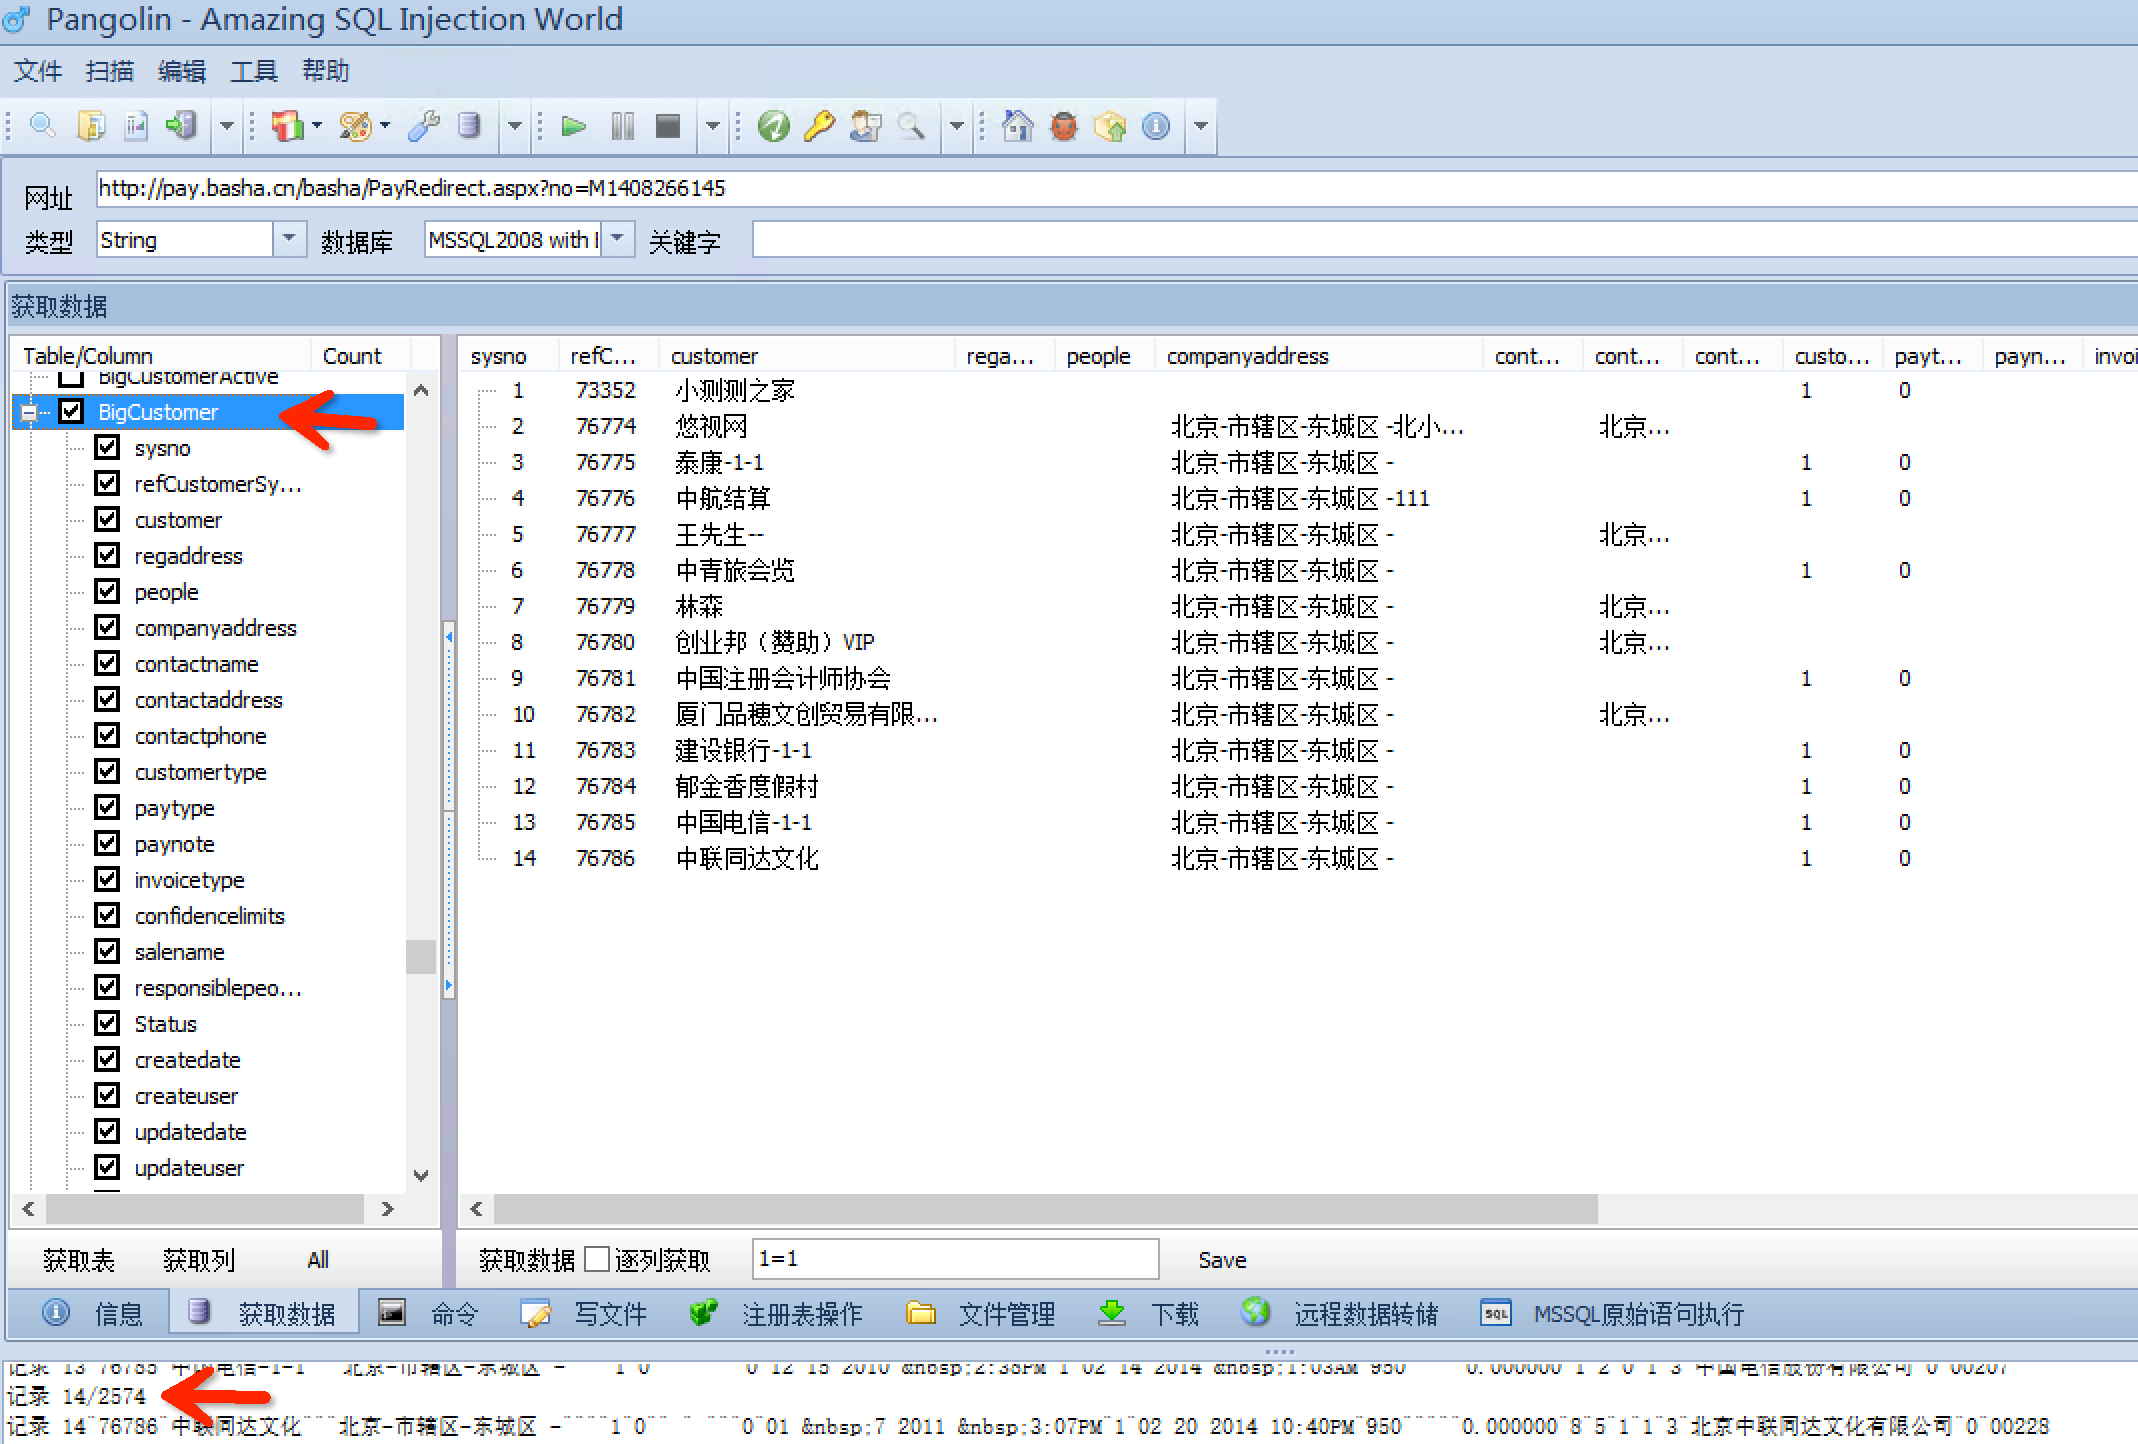 Pangolin - Amazing SQL Injection World
文件 扫描 编辑 工具 帮助
网址 http://pay.basha.cn/basha/PayRedirect.aspx?no=M1408266145
类型 String 数据库 MSSQL2008 with 关键字
获取数据
Table/Column Count
BigCustomerActive
BigCustomer
sysno
refCustomerSy...
customer
regaddress
people
companyaddress
contactname
contactaddress
contactphone
customertype
paytype
paynote
invoicetype
confidencelimits
salename
responsiblepeo...
Status
createdate
createuser
updatedate
updateuser
sysno refC... customer rega... people companyaddress cont... cont... cont... custo... payt... payn... invoi
1 73352 小测测之家 1 0
2 76774 悠视网 北京-市辖区-东城区 -北小... 北京...
3 76775 泰康-1-1 北京-市辖区-东城区 - 1 0
4 76776 中航结算 北京-市辖区-东城区 -111 1 0
5 76777 王先生-- 北京-市辖区-东城区 - 北京...
6 76778 中青旅会览 北京-市辖区-东城区 - 1 0
7 76779 林森 北京-市辖区-东城区 - 北京...
8 76780 创业邦（赞助）VIP 北京-市辖区-东城区 - 北京...
9 76781 中国注册会计师协会 北京-市辖区-东城区 - 1 0
10 76782 厦门品穗文创贸易有限... 北京-市辖区-东城区 - 北京...
11 76783 建设银行-1-1 北京-市辖区-东城区 - 1 0
12 76784 郁金香度假村 北京-市辖区-东城区 - 1 0
13 76785 中国电信-1-1 北京-市辖区-东城区 - 1 0
14 76786 中联同达文化 北京-市辖区-东城区 - 1 0
获取表 获取列 All 获取数据 逐列获取 1=1 Save
信息 获取数据 命令 写文件 注册表操作 文件管理 下载 远程数据转储 SQL MSSQL原始语句执行
记录 13 76785 中国电信-1-1 北京-市辖区-东城区 - 1 0 0 12 15 2010 &nbsp;2:38PM 1 02 14 2014 &nbsp;1:03AM 950 0.000000 1 2 0 1 3 中国电信股份有限公司 0 00207
记录 14/2574
记录 14¨76786¨中联同达文化¨¨¨北京-市辖区-东城区 -¨¨¨¨1¨0¨¨ ¨ ¨¨¨0¨01 &nbsp;7 2011 &nbsp;3:07PM¨1¨02 20 2014 10:40PM¨950¨¨¨¨¨0.000000¨8¨5¨1¨1¨3¨北京中联同达文化有限公司¨0¨00228